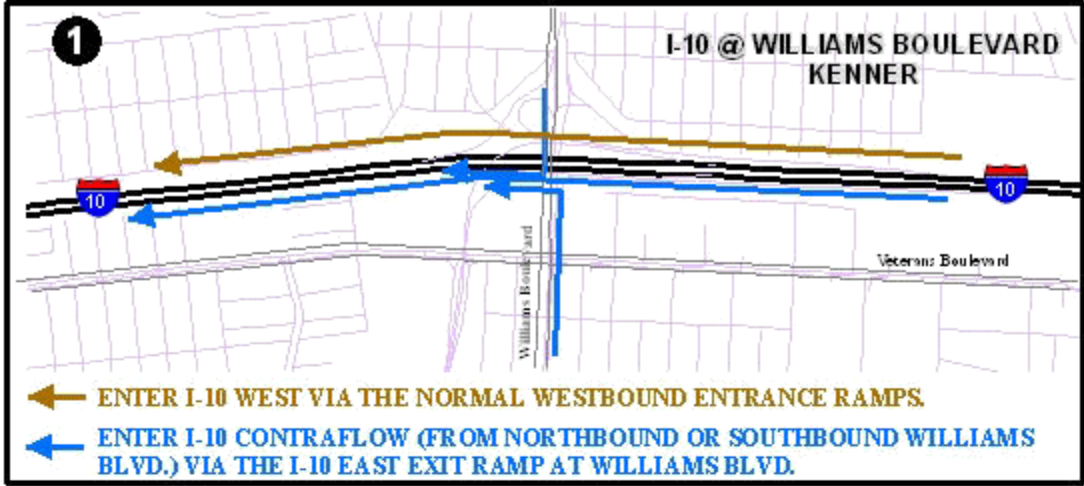 1
I-10 @ WILLIAMS BOULEVARD
KENNER
10
10
Williams Boulevard
Veterans Boulevard
ENTER I-10 WEST VIA THE NORMAL WESTBOUND ENTRANCE RAMPS.
ENTER I-10 CONTRAFLOW (FROM NORTHBOUND OR SOUTHBOUND WILLIAMS
BLVD.) VIA THE I-10 EAST EXIT RAMP AT WILLIAMS BLVD.